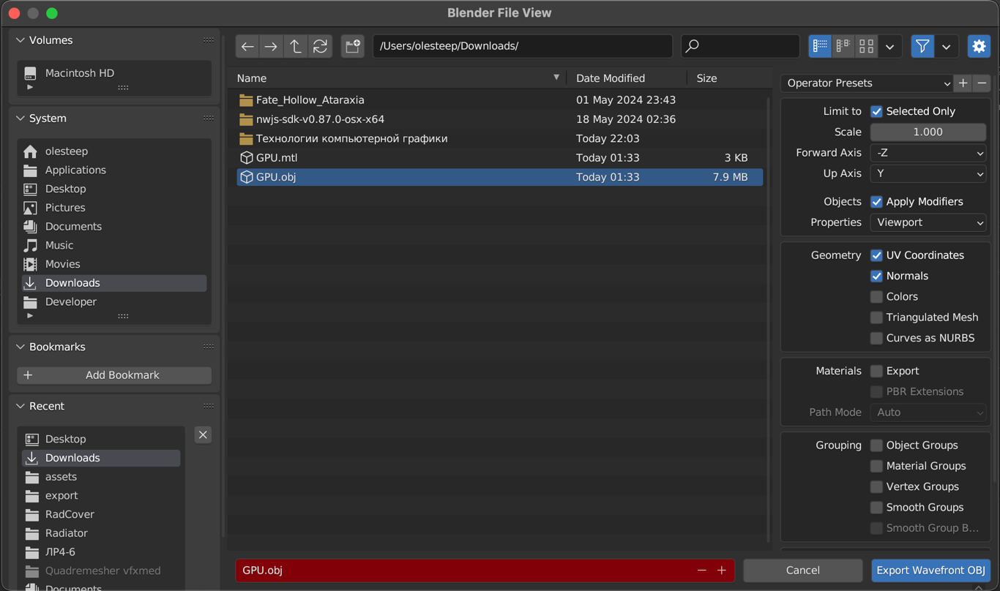 Blender File View
Volumes
Macintosh HD
System
olesteep
Applications
Desktop
Pictures
Documents
Music
Movies
Downloads
Developer
Bookmarks
Add Bookmark
Recent
Desktop
Downloads
assets
export
RadCover
Radiator
ЛР4-6
Quadremesher vfxmed
Documents
/Users/olesteep/Downloads/
Name Date Modified Size
Fate_Hollow_Ataraxia 01 May 2024 23:43
nwjs-sdk-v0.87.0-osx-x64 18 May 2024 02:36
Технологии компьютерной графики Today 22:03
GPU.mtl Today 01:33 3 KB
GPU.obj Today 01:33 7.9 MB
GPU.obj
Cancel
Export Wavefront OBJ
Operator Presets
Limit to Selected Only
Scale 1.000
Forward Axis -Z
Up Axis Y
Objects Apply Modifiers
Properties Viewport
Geometry UV Coordinates
Normals
Colors
Triangulated Mesh
Curves as NURBS
Materials Export
PBR Extensions
Path Mode Auto
Grouping Object Groups
Material Groups
Vertex Groups
Smooth Groups
Smooth Group B...